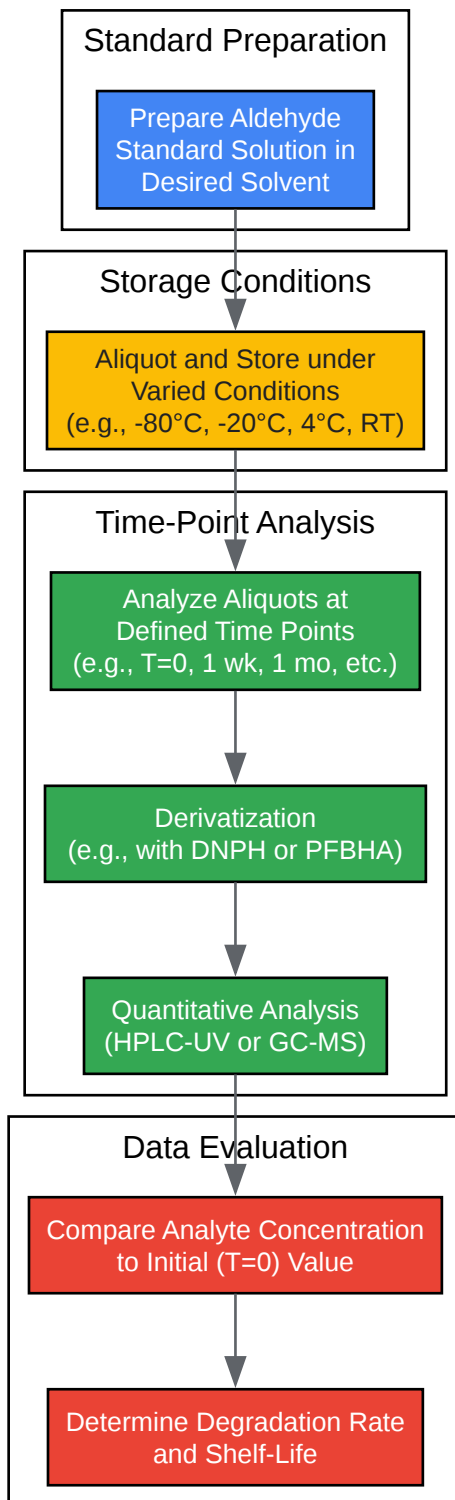 Standard Preparation
Prepare Aldehyde
Standard Solution in
Desired Solvent
Storage Conditions
Aliquot and Store under
Varied Conditions
(e.g., -80°C, -20°C, 4°C, RT)
Time-Point Analysis
Analyze Aliquots at
Defined Time Points
(e.g., T=0, 1 wk, 1 mo, etc.)
Derivatization
(e.g., with DNPH or PFBHA)
Quantitative Analysis
(HPLC-UV or GC-MS)
Data Evaluation
Compare Analyte Concentration
to Initial (T=0) Value
Determine Degradation Rate
and Shelf-Life